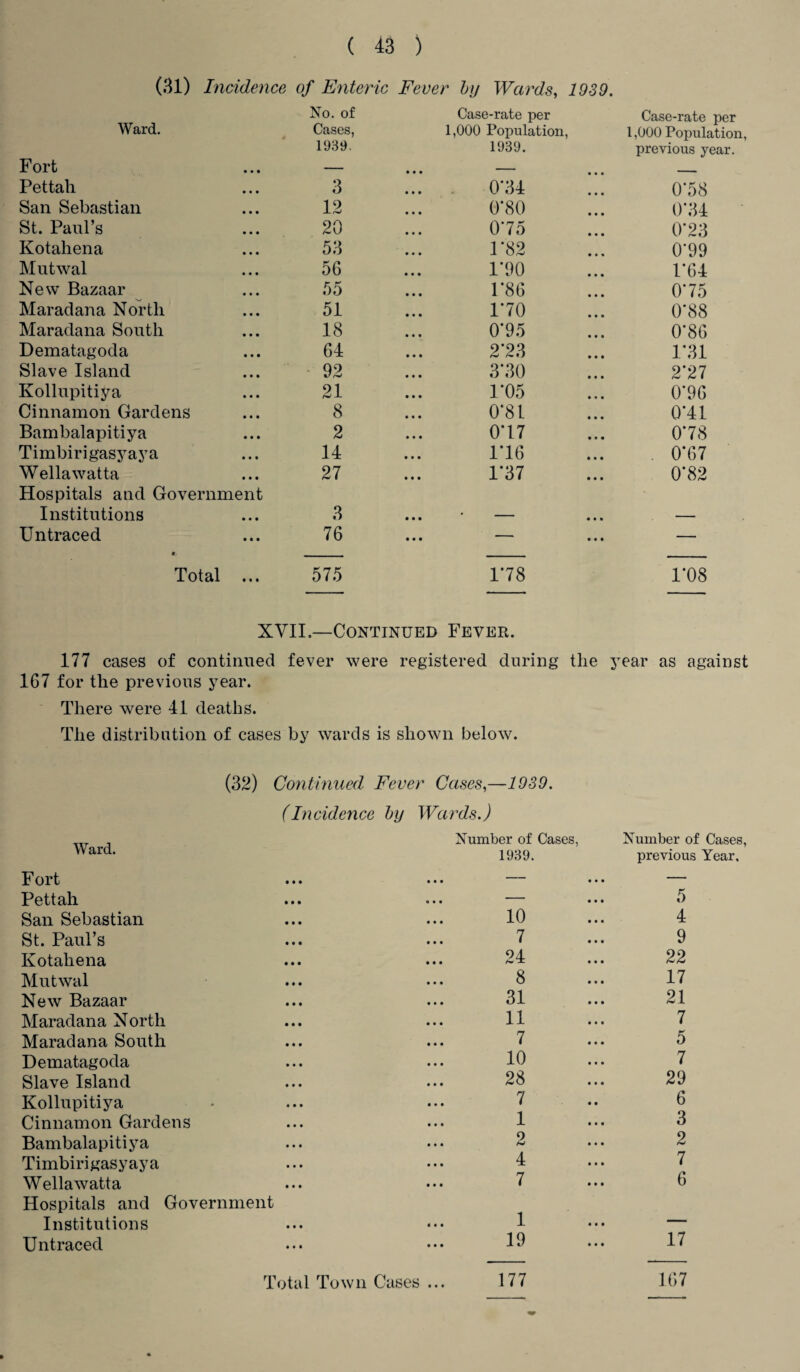 ( 43 )
(31) Incidence of Enteric Fever by Wards, 1939.
Ward. No. of Cases, 1939. Case-rate per 1,000 Population, 1939. Case-rate per 1,000 Population, previous year.
Fort ... — ... — ... —
Pettah ... 3 ... 0·34 ... 0·58
San Sebastian ... 12 ... 0·80 ... 0·34
St. Paul’s ... 20 ... 0·75 ... 0·23
Kotahena ... 53 ... 1·82 ... 0·99
Mutwal ... 56 ... 1·90 ... 1·64
New Bazaar ... 55 ... 1·86 ... 0·75
Maradana North ... 51 ... 1·70 ... 0·88
Maradana South ... 18 ... 0·95 ... 0·86
Dematagoda ... 64 ... 2·23 ... 1·31
Slave Island ... 92 ... 3·30 ... 2·27
Kollupitiya ... 21 ... 1·05 ... 0·96
Cinnamon Gardens ... 8 ... 0·81 ... 0·41
Bambalapitiya ... 2 ... 0·17 ... 0·78
Timbirigasyaya ... 14 ... 1·16 ... 0·67
Wellawatta ... 27 ... 1·37 ... 0·82
Hospitals and Government
Institutions ... 3 ... — ... —
Untraced ... 76 ... — ... —
Total ... 575 1·78 1·08
XVII.—CONTINUED FEVER.
177 cases of continued fever were registered during the year as against
167 for the previous year.
There were 41 deaths.
The distribution of cases by wards is shown below.
(32) Continued Fever Cases,—1939.
(Incidence by Wards.)
Ward. Number of Cases, 1939. Number of Cases, previous Year.
Fort ... ... — ... —
Pettah ... ... — ... 5
San Sebastian ... ... 10 ... 4
St. Paul’s ... ... 7 ... 9
Kotahena ... ... 24 ... 22
Mutwal ... ... 8 ... 17
New Bazaar ... ... 31 ... 21
Maradana North ... ... 11 ... 7
Maradana South ... ... 7 ... 5
Dematagoda ... ... 10 ... 7
Slave Island ... ... 28 ... 29
Kollupitiya ... ... 7 .. 6
Cinnamon Gardens ... ... 1 ... 3
Bambalapitiya ... ... 2 ... 2
Timbirigasyaya ... ... 4 ... 7
Wellawatta ... ... 7 ... 6
Hospitals and Government
Institutions ... ... 1 ... —
Untraced ... ... 19 ... 17
Total Town Cases ... 177 167